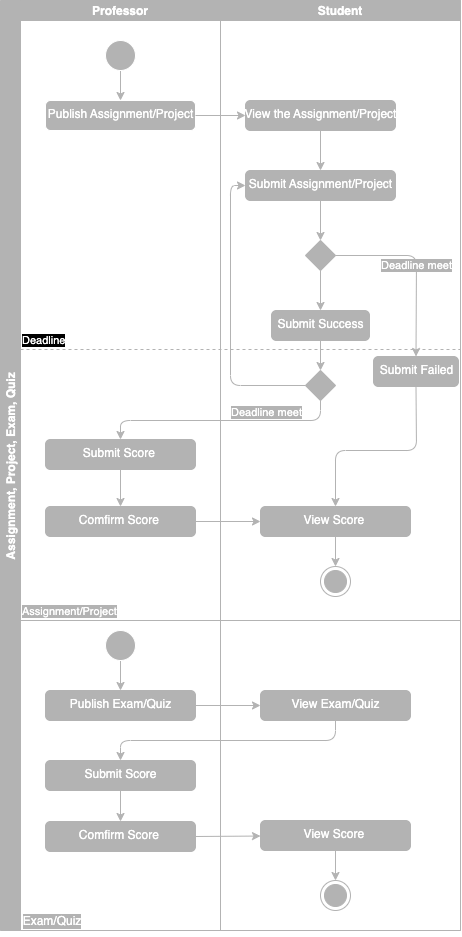 Professor
Student
Publish Assignment/Project
View the Assignment/Project
Submit Assignment/Project
Deadline meet
Submit Success
Deadline
Submit Failed
Deadline meet
Submit Score
Comfirm Score
View Score
Assignment/Project
Assignment, Project, Exam, Quiz
Publish Exam/Quiz
View Exam/Quiz
Submit Score
Comfirm Score
View Score
Exam/Quiz